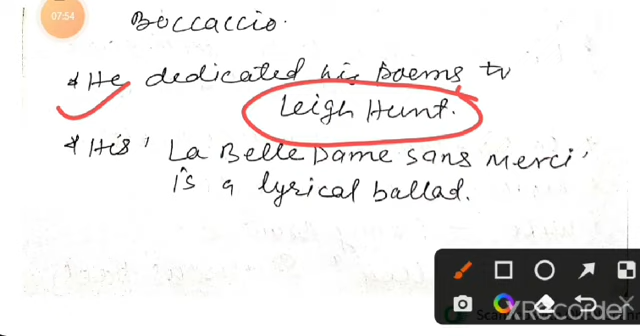 07:54
Boccaccio.
* He dedicated his Poems to
Leigh Hunt.
* His ' La Belle Dame sans merci'
is a lyrical ballad.
XRecorder